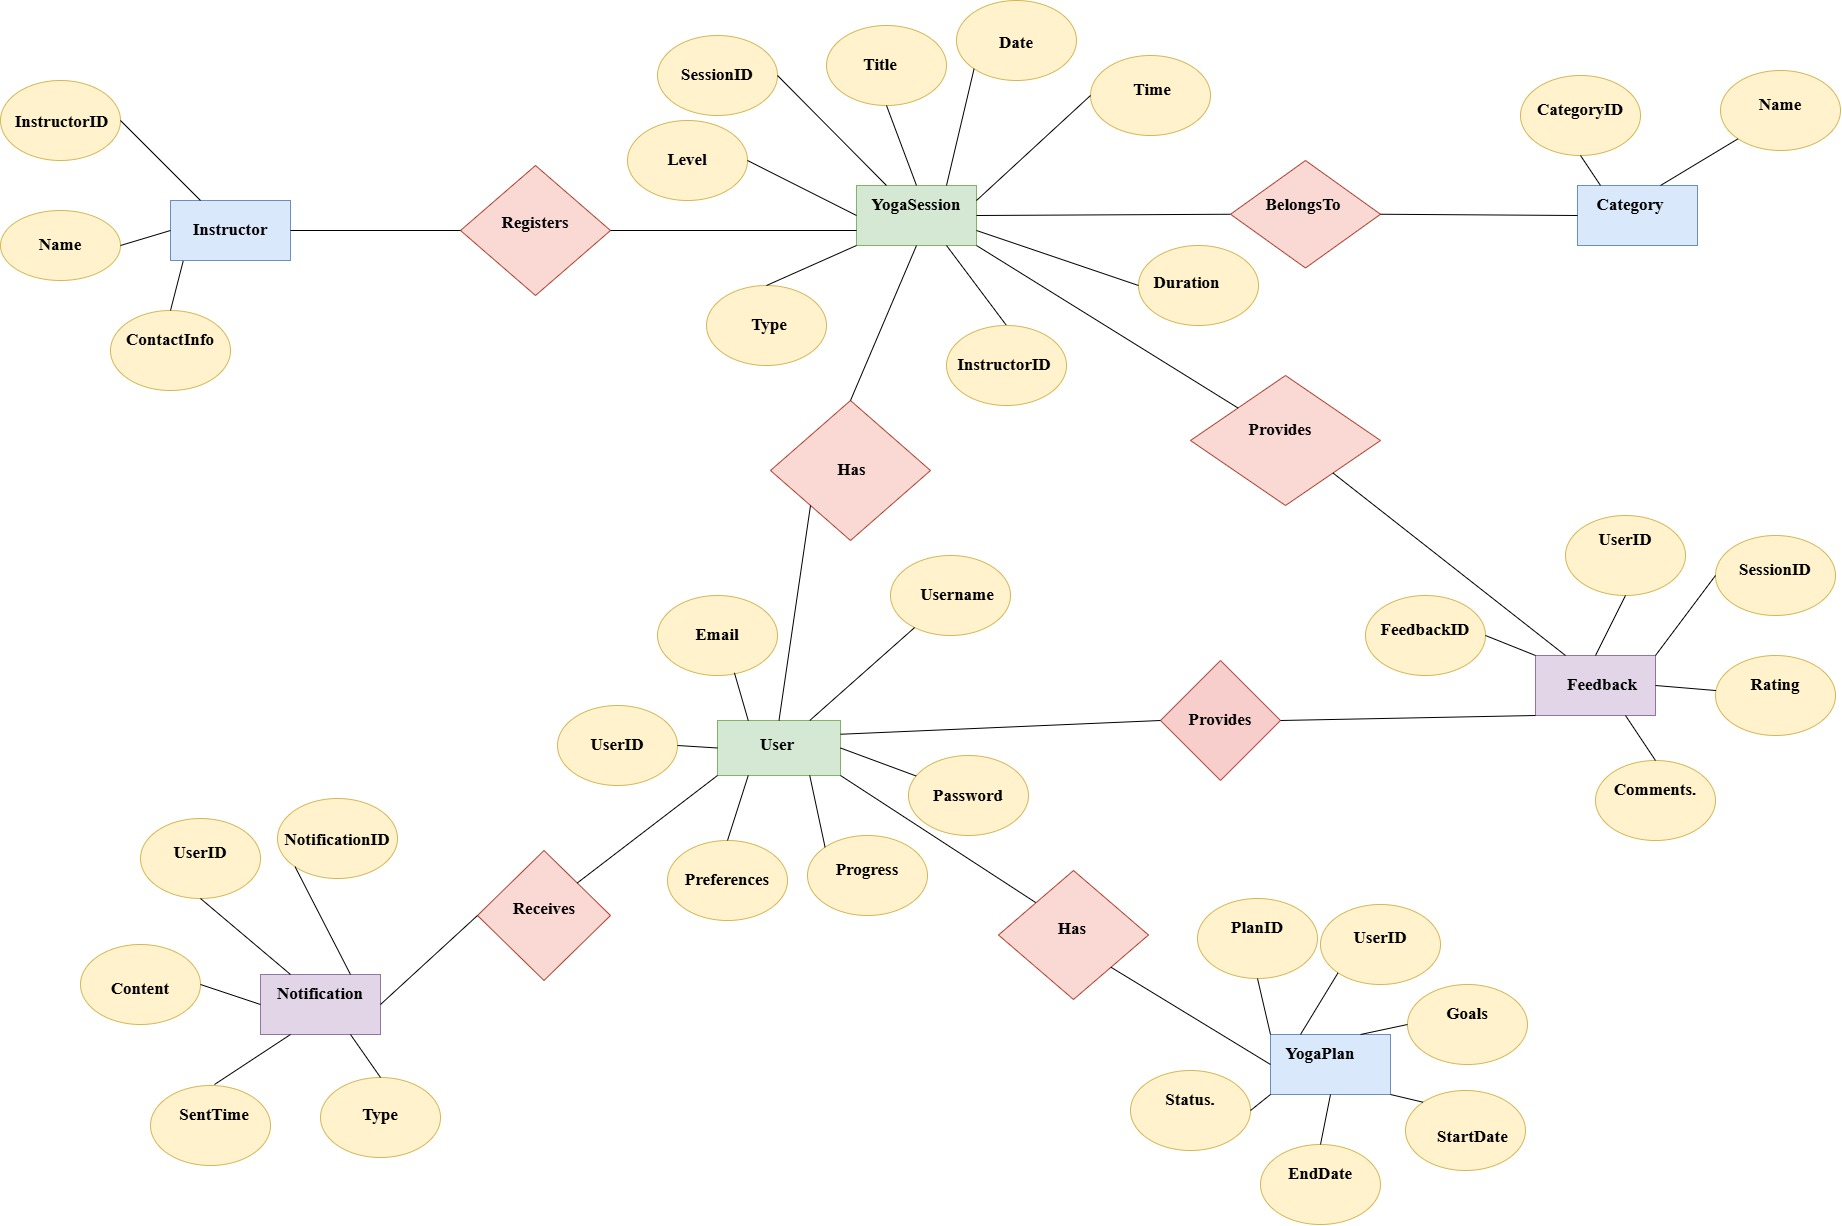 Date
Title
SessionID
Time
CategoryID
Name
InstructorID
Level
YogaSession
BelongsTo
Category
Registers
Instructor
Name
Duration
Type
ContactInfo
InstructorID
Provides
Has
UserID
SessionID
Username
Email
FeedbackID
Feedback
Rating
Provides
User
UserID
Comments.
Password
NotificationID
UserID
Progress
Preferences
Receives
Has
PlanID
UserID
Content
Notification
Goals
YogaPlan
Status.
SentTime
Type
StartDate
EndDate